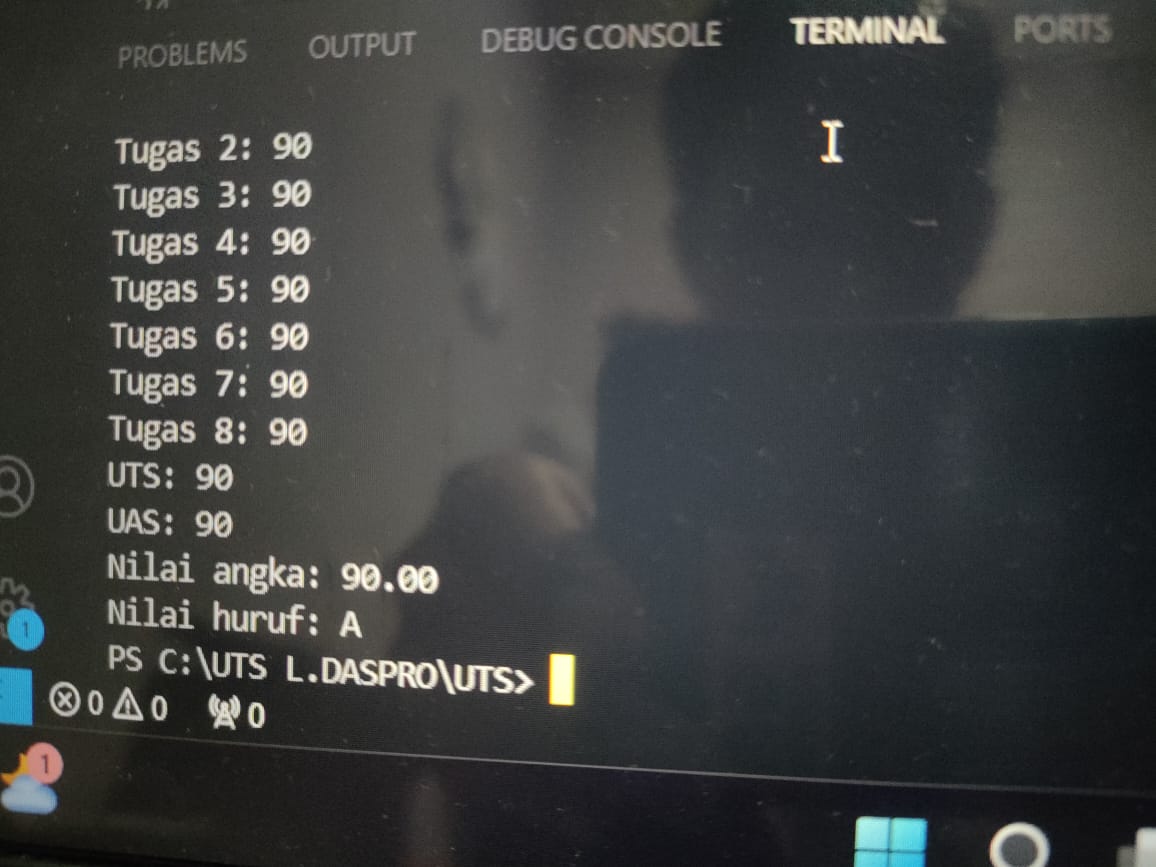 PROBLEMS OUTPUT DEBUG CONSOLE TERMINAL PORTS
Tugas 2: 90
Tugas 3: 90
Tugas 4: 90
Tugas 5: 90
Tugas 6: 90
Tugas 7: 90
Tugas 8: 90
UTS: 90
UAS: 90
Nilai angka: 90.00
Nilai huruf: A
PS C:\UTS L.DASPRO\UTS>
1
0 0 0
1